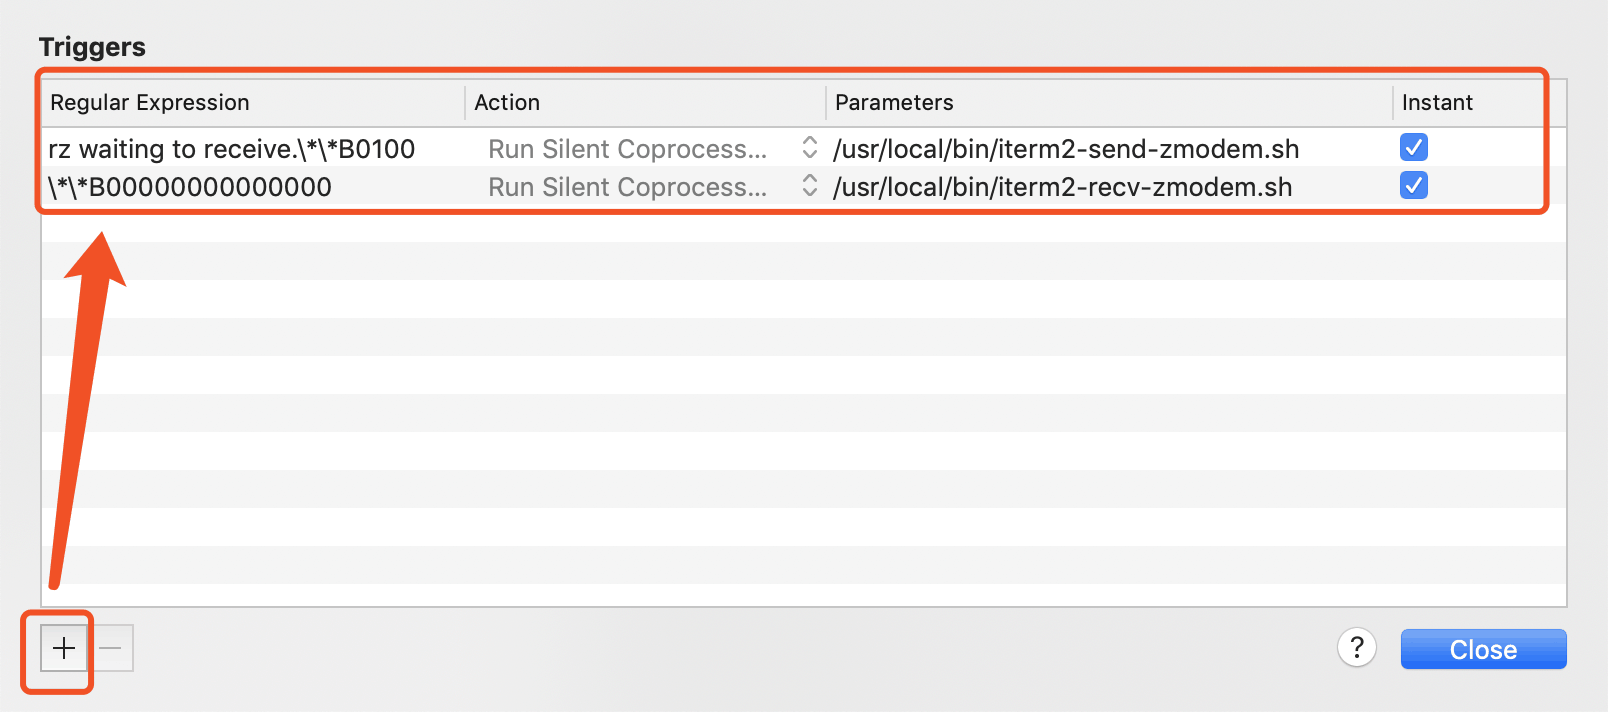 Triggers
Regular Expression Action Parameters Instant
rz waiting to receive.\*\*B0100 Run Silent Coprocess... /usr/local/bin/iterm2-send-zmodem.sh
\*\*B00000000000000 Run Silent Coprocess... /usr/local/bin/iterm2-recv-zmodem.sh
+ − ? Close